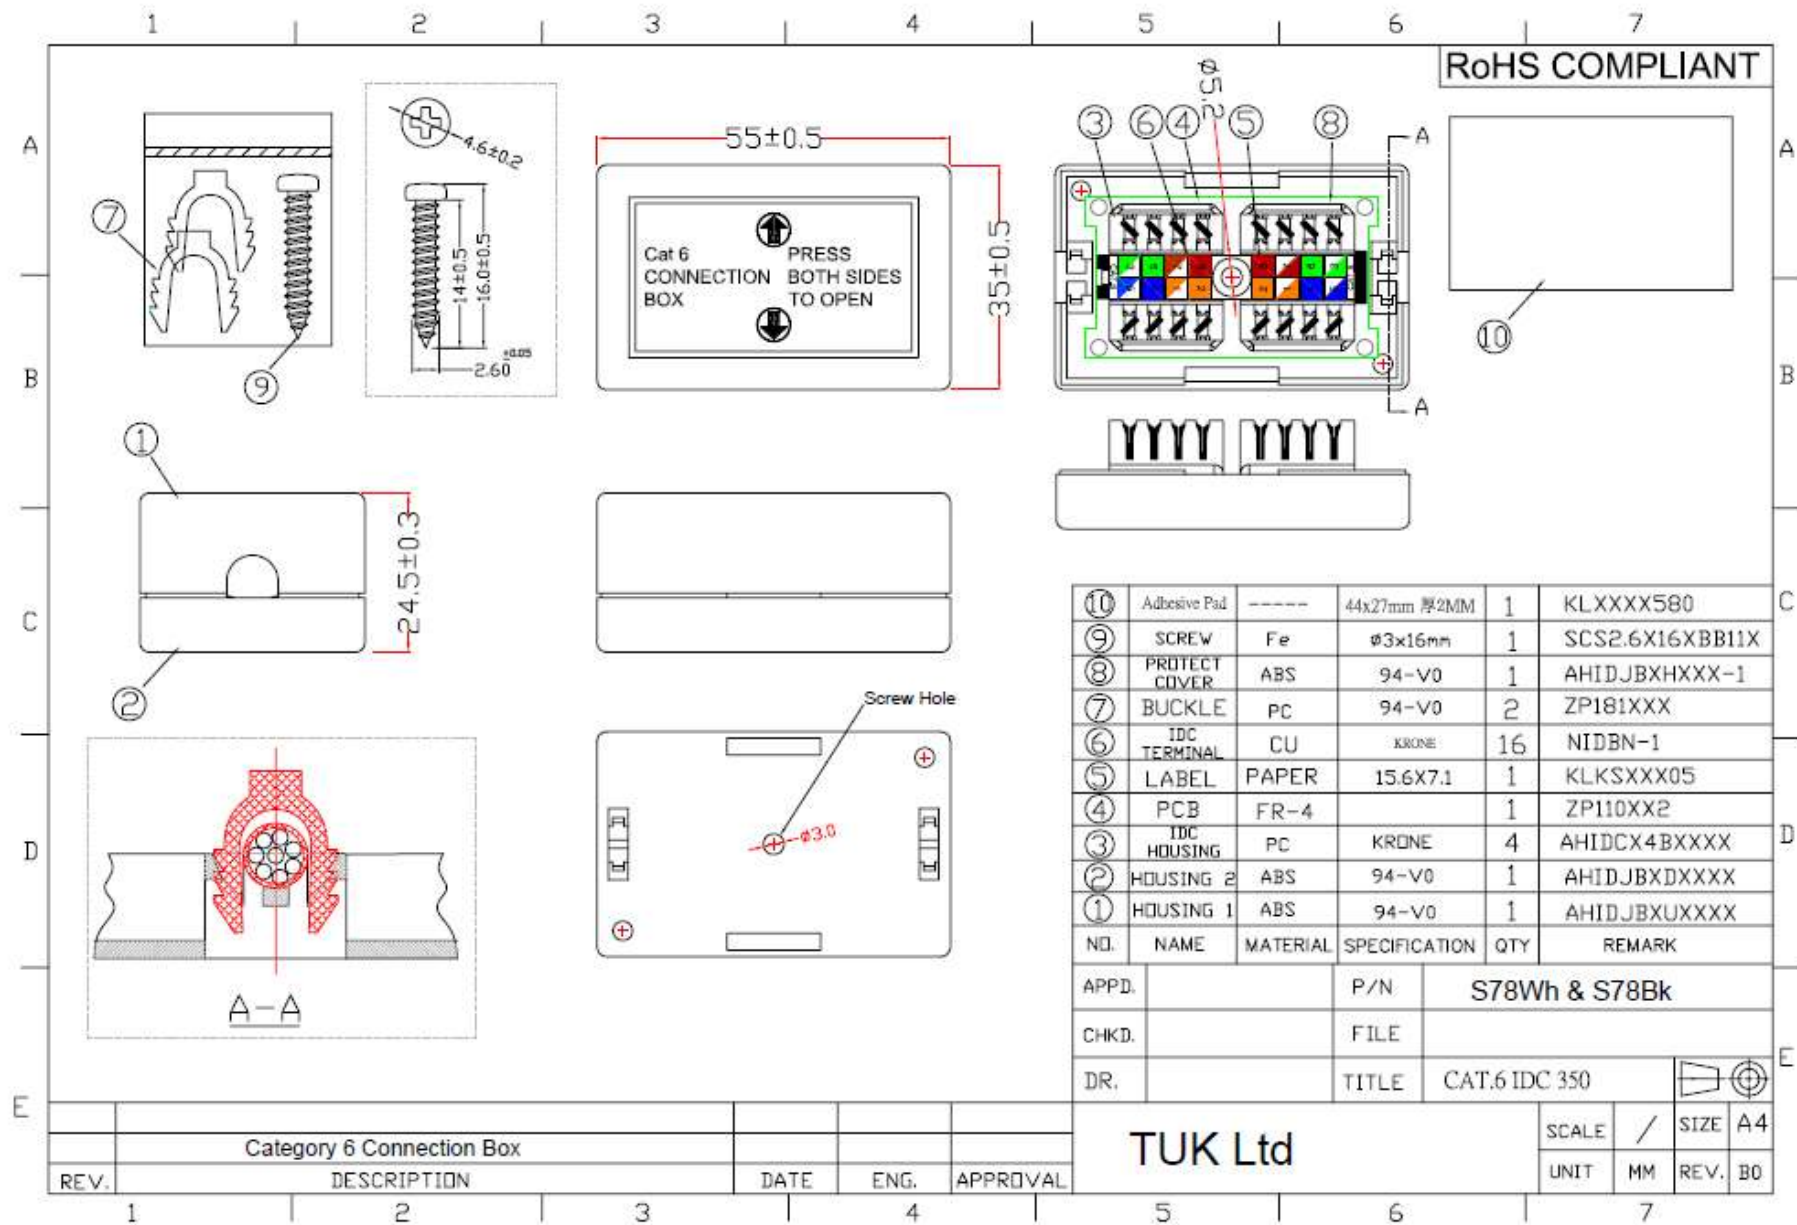 1 2 3 4 5 6 7
RoHS COMPLIANT
A
A
B
B
C
C
D
D
E
E
7
9
4.6±0.2
14±0.5
16.0±0.5
2.60 ±0.05
55±0.5
35±0.5
Cat 6
CONNECTION
BOX
PRESS
BOTH SIDES
TO OPEN
ø5.2
3 6 4 5 8
A
A
10
1
2
24.5±0.3
Screw Hole
ø3.0
A-A
10 Adhesive Pad ----- 44x27mm 厚2MM 1 KLXXXX580
9 SCREW Fe ø3x16mm 1 SCS2.6X16XBB11X
8 PROTECT COVER ABS 94-V0 1 AHIDJBXHXXX-1
7 BUCKLE PC 94-V0 2 ZP181XXX
6 IDC TERMINAL CU KRONE 16 NIDBN-1
5 LABEL PAPER 15.6X7.1 1 KLKSXXX05
4 PCB FR-4 1 ZP110XX2
3 IDC HOUSING PC KRONE 4 AHIDCX4BXXXX
2 HOUSING 2 ABS 94-V0 1 AHIDJBXDXXXX
1 HOUSING 1 ABS 94-V0 1 AHIDJBXUXXXX
NO. NAME MATERIAL SPECIFICATION QTY REMARK
APPD. P/N S78Wh & S78Bk
CHKD. FILE
DR. TITLE CAT.6 IDC 350
TUK Ltd
SCALE / SIZE A4
UNIT MM REV. B0
Category 6 Connection Box
REV. DESCRIPTION DATE ENG. APPROVAL
1 2 3 4 5 6 7